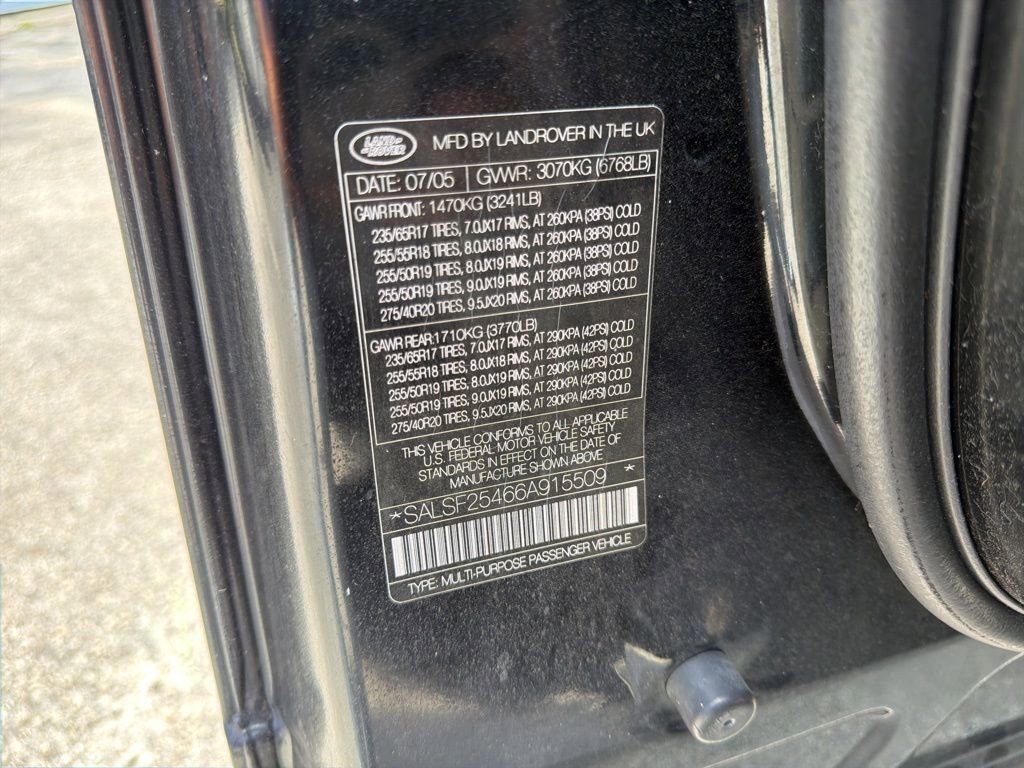 LAND-
ROVER
MFD BY LANDROVER IN THE UK
DATE: 07/05 GVWR: 3070KG (6768LB)
GAWR FRONT: 1470KG (3241LB)
235/65R17 TIRES, 7.0JX17 RIMS, AT 260KPA (38PSI) COLD
255/55R18 TIRES, 8.0JX18 RIMS, AT 260KPA (38PSI) COLD
255/50R19 TIRES, 8.0JX19 RIMS, AT 260KPA (38PSI) COLD
255/50R19 TIRES, 9.0JX19 RIMS, AT 260KPA (38PSI) COLD
275/40R20 TIRES, 9.5JX20 RIMS, AT 260KPA (38PSI) COLD
GAWR REAR: 1710KG (3770LB)
235/65R17 TIRES, 7.0JX17 RIMS, AT 290KPA (42PSI) COLD
255/55R18 TIRES, 8.0JX18 RIMS, AT 290KPA (42PSI) COLD
255/50R19 TIRES, 8.0JX19 RIMS, AT 290KPA (42PSI) COLD
255/50R19 TIRES, 9.0JX19 RIMS, AT 290KPA (42PSI) COLD
275/40R20 TIRES, 9.5JX20 RIMS, AT 290KPA (42PSI) COLD
THIS VEHICLE CONFORMS TO ALL APPLICABLE
U.S. FEDERAL MOTOR VEHICLE SAFETY
STANDARDS IN EFFECT ON THE DATE OF
MANUFACTURE SHOWN ABOVE
*SALSF25466A915509 *
TYPE: MULTI-PURPOSE PASSENGER VEHICLE